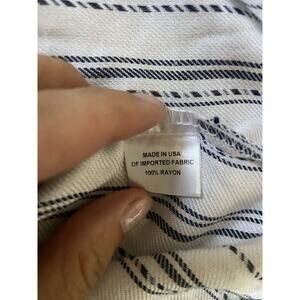 MADE IN USA
OF IMPORTED FABRIC
100% RAYON